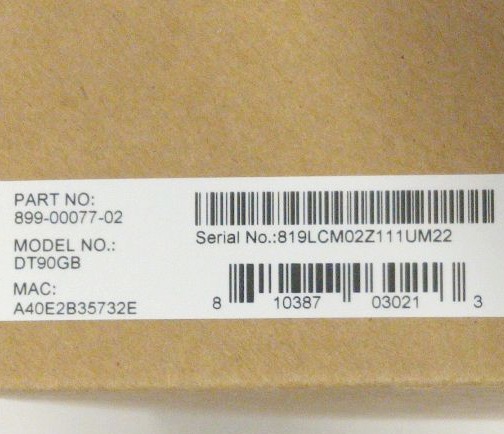 PART NO:
899-00077-02
MODEL NO.:
DT90GB
MAC:
A40E2B35732E
Serial No.:819LCM02Z111UM22
8 10387 03021 3